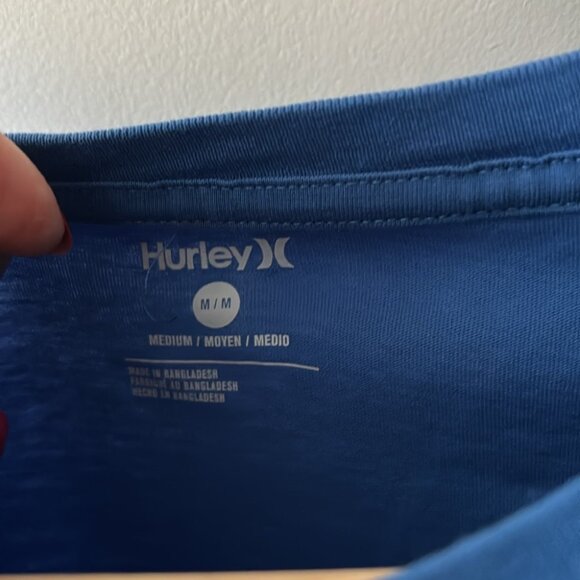 Hurley
M / M
MEDIUM / MOYEN / MEDIO
MADE IN BANGLADESH
FABRIQUÉ AU BANGLADESH
HECHO EN BANGLADESH